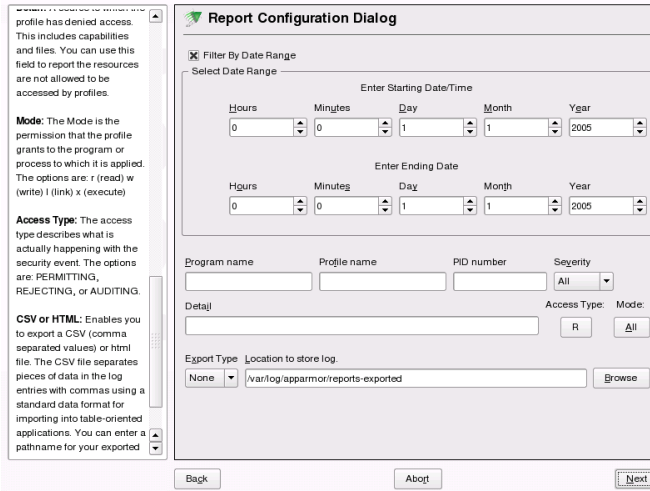 Detail: A source to which the
profile has denied access.
This includes capabilities
and files. You can use this
field to report the resources
are not allowed to be
accessed by profiles.
Mode: The Mode is the
permission that the profile
grants to the program or
process to which it is applied.
The options are: r (read) w
(write) l (link) x (execute)
Access Type: The access
type describes what is
actually happening with the
security event. The options
are: PERMITTING,
REJECTING, or AUDITING.
CSV or HTML: Enables you
to export a CSV (comma
separated values) or html
file. The CSV file separates
pieces of data in the log
entries with commas using a
standard data format for
importing into table-oriented
applications. You can enter a
pathname for your exported
Report Configuration Dialog
Filter By Date Range
Select Date Range
Enter Starting Date/Time
Hours Minutes Day Month Year
0 0 1 1 2005
Enter Ending Date
Hours Minutes Day Month Year
0 0 1 1 2005
Program name Profile name PID number Severity
All
Detail Access Type: Mode:
R All
Export Type Location to store log.
None /var/log/apparmor/reports-exported Browse
Back Abort Next